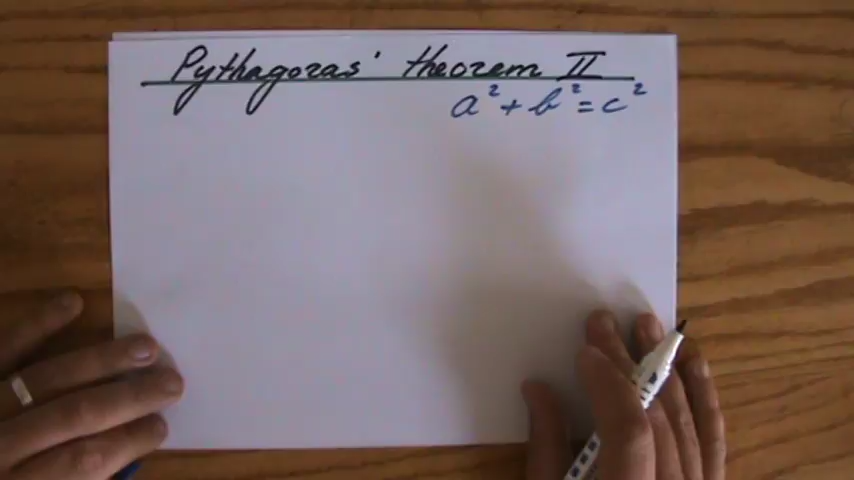 Pythagoras' theorem II
a² + b² = c²